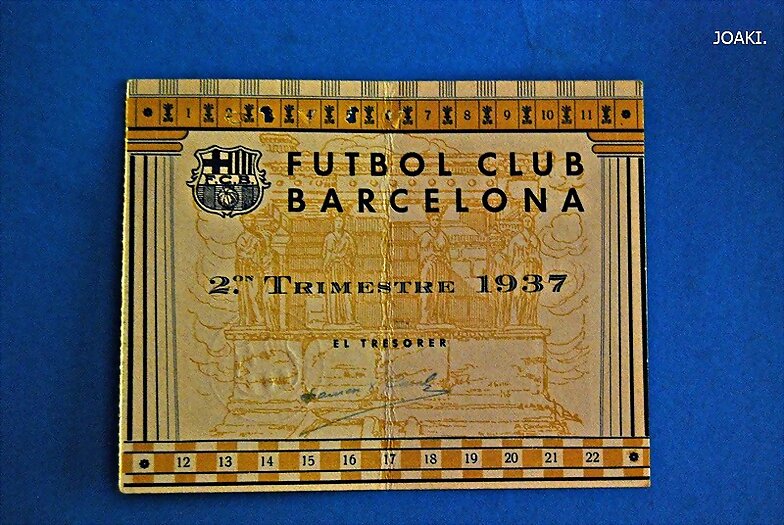 JOAKI.
1 2 3 4 5 6 7 8 9 10 11
F.C.B.
FUTBOL CLUB
BARCELONA
2.ON TRIMESTRE 1937
EL TRESORER
12 13 14 15 16 17 18 19 20 21 22